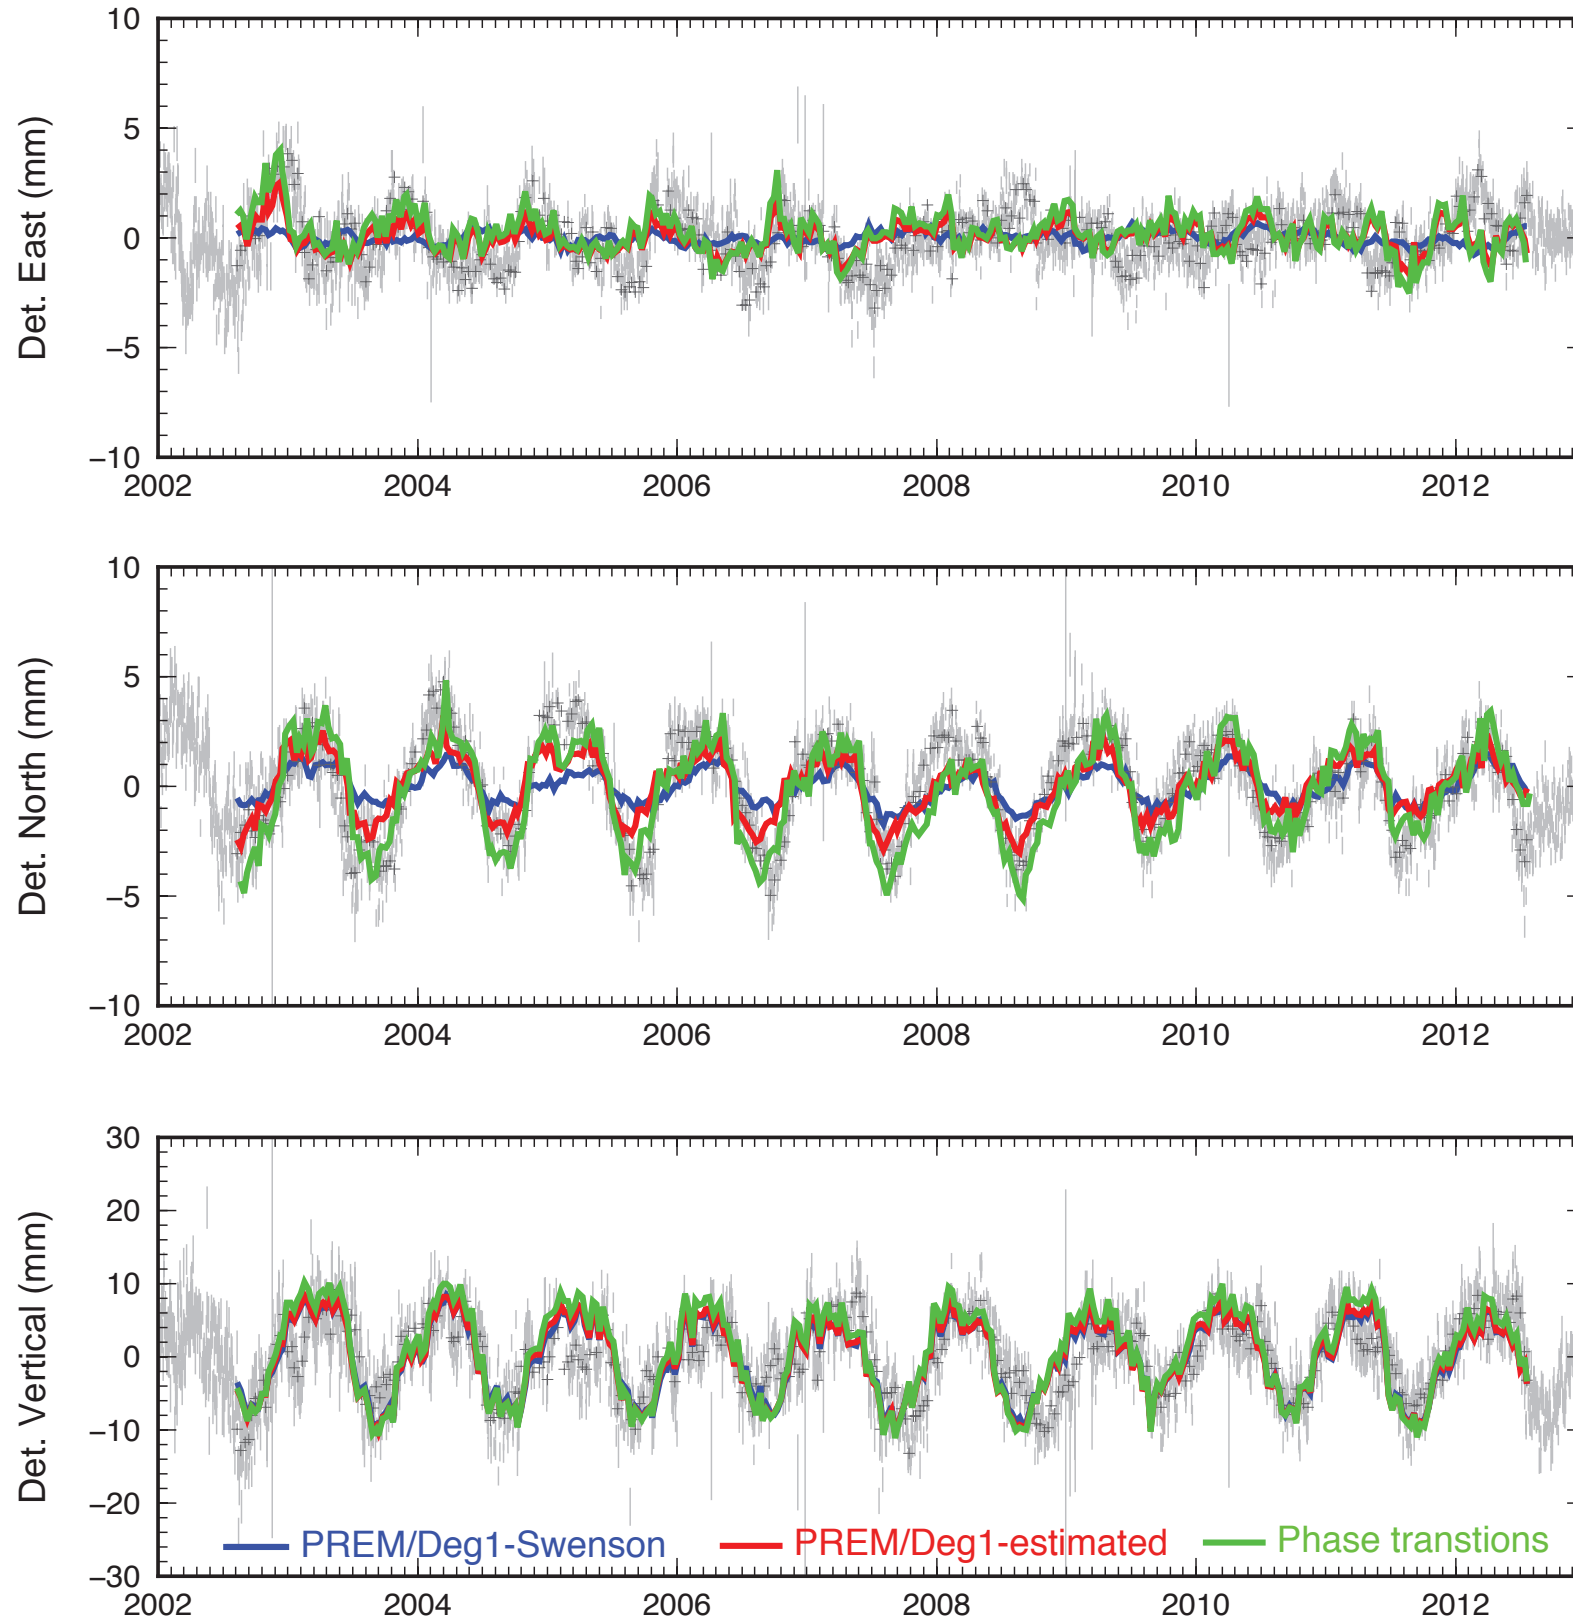 10
5
0
−5
−10
Det. East (mm)
2002 2004 2006 2008 2010 2012
10
5
0
−5
−10
Det. North (mm)
2002 2004 2006 2008 2010 2012
30
20
10
0
−10
−20
−30
Det. Vertical (mm)
PREM/Deg1-Swenson PREM/Deg1-estimated Phase transtions
2002 2004 2006 2008 2010 2012